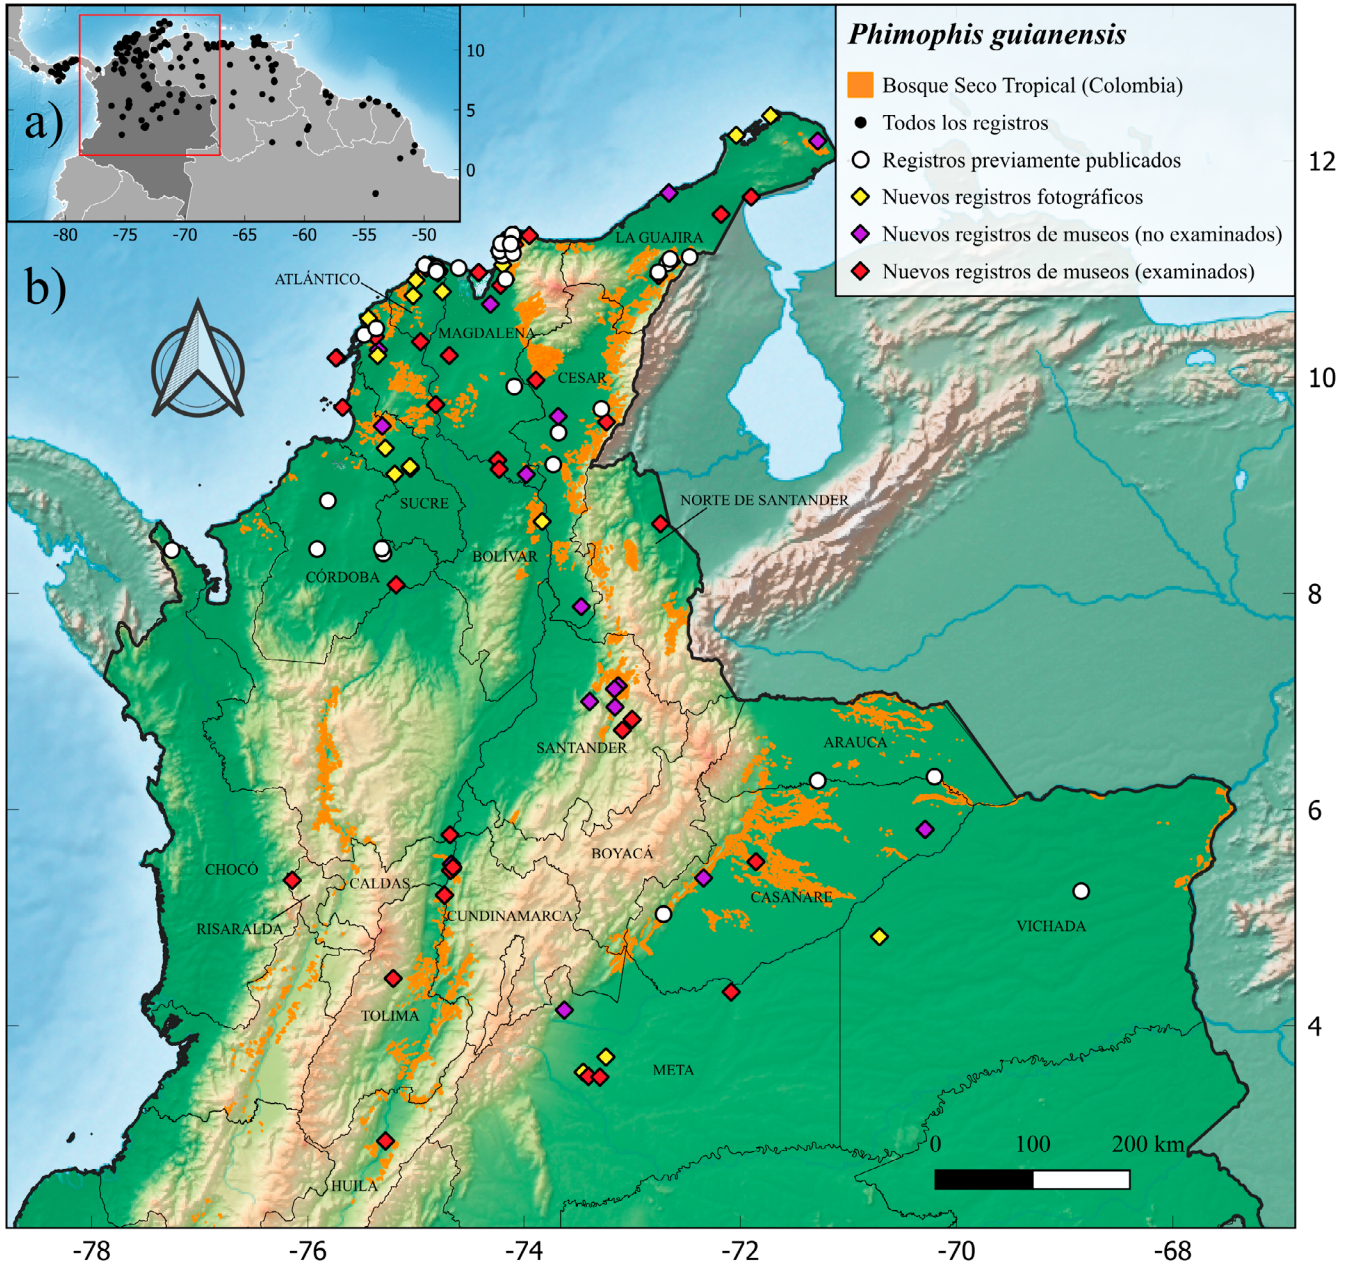 a)
10
5
0
-80
-75
-70
-65
-60
-55
-50
Phimophis guianensis
Bosque Seco Tropical (Colombia)
Todos los registros
Registros previamente publicados
Nuevos registros fotográficos
Nuevos registros de museos (no examinados)
Nuevos registros de museos (examinados)
b)
12
10
8
6
4
LA GUAJIRA
ATLÁNTICO
MAGDALENA
CESAR
NORTE DE SANTANDER
SUCRE
BOLÍVAR
CÓRDOBA
SANTANDER
ARAUCA
BOYACÁ
CHOCÓ
CALDAS
CASANARE
CUNDINAMARCA
RISARALDA
VICHADA
TOLIMA
META
HUILA
0 100 200 km
-78
-76
-74
-72
-70
-68